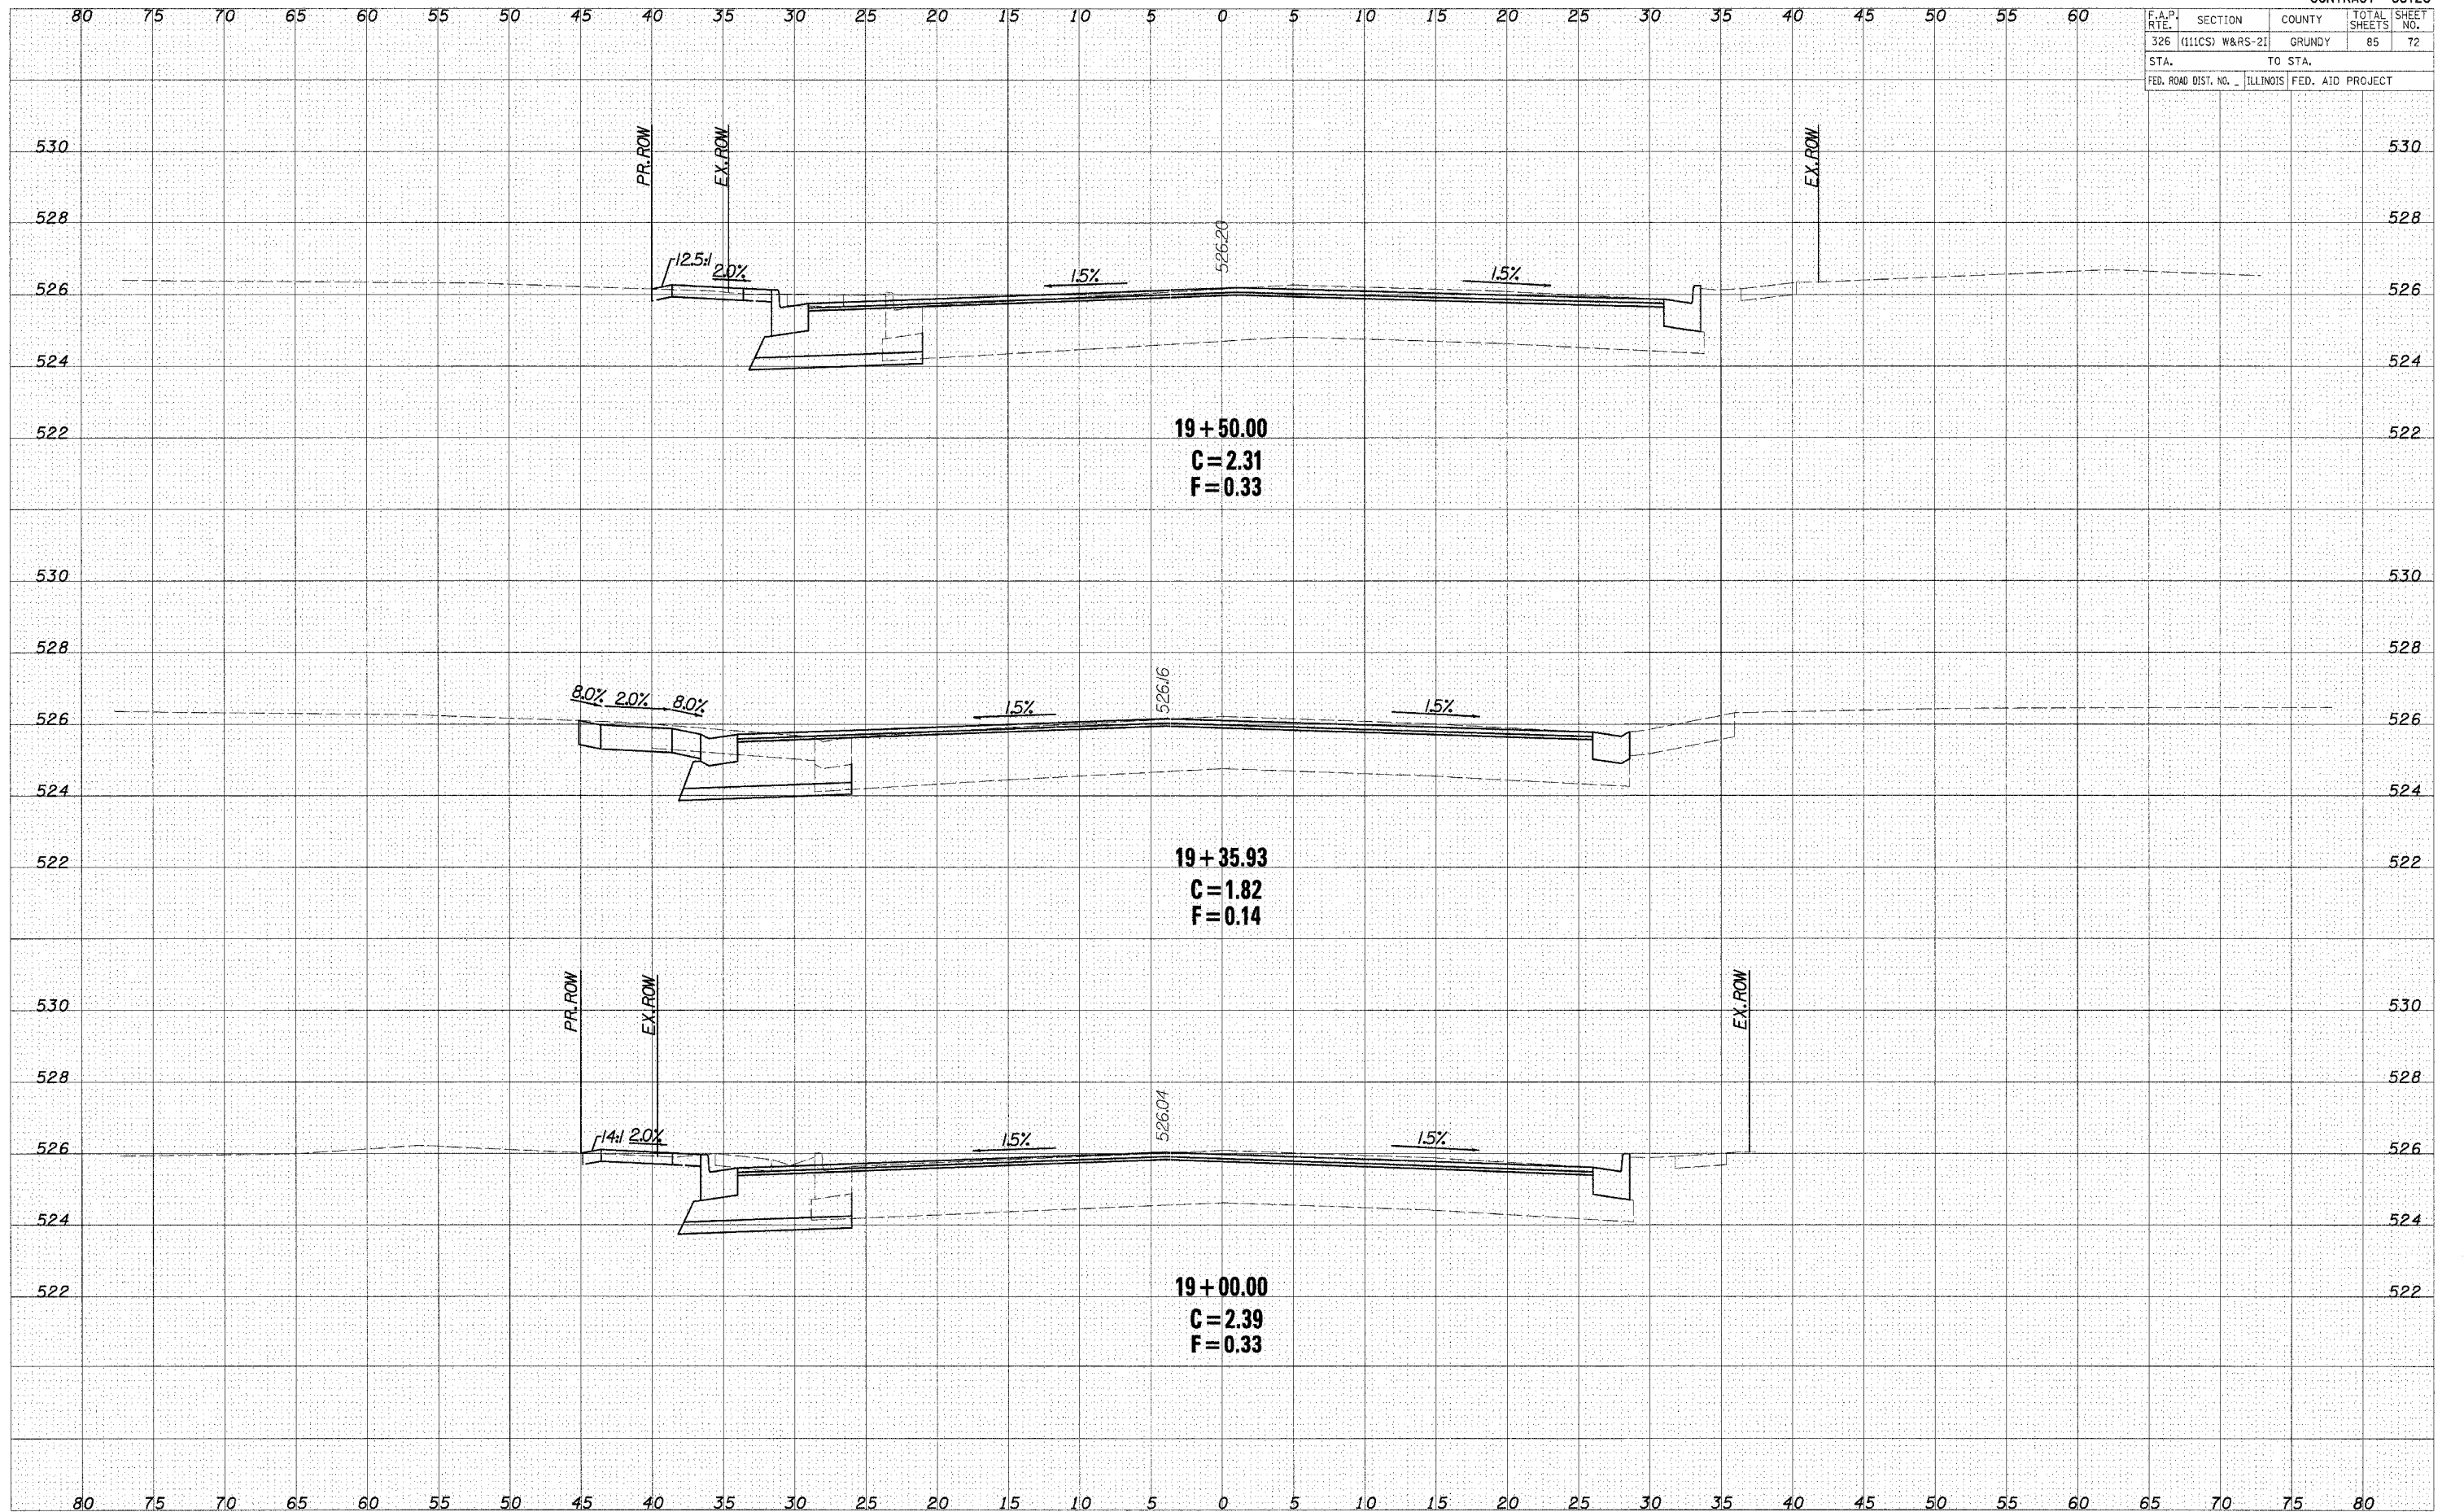 80 75 70 65 60 55 50 45 40 35 30 25 20 15 10 5 0 5 10 15 20 25 30 35 40 45 50 55 60
F.A.P. RTE. SECTION COUNTY TOTAL SHEETS SHEET NO.
326 (111CS) W&RS-2I GRUNDY 85 72
STA. TO STA.
FED. ROAD DIST. NO. _ ILLINOIS FED. AID PROJECT
PR.ROW EX.ROW EX.ROW
530 530
528 528
526.20
12.5:1 2.0% 1.5% 1.5%
526 526
524 524
522 522
19+50.00
C=2.31
F=0.33
530 530
528 528
526.16
8.0% 2.0% 8.0% 1.5% 1.5%
526 526
524 524
522 522
19+35.93
C=1.82
F=0.14
PR.ROW EX.ROW EX.ROW
530 530
528 528
526.04
14:1 2.0% 1.5% 1.5%
526 526
524 524
522 522
19+00.00
C=2.39
F=0.33
80 75 70 65 60 55 50 45 40 35 30 25 20 15 10 5 0 5 10 15 20 25 30 35 40 45 50 55 60 65 70 75 80